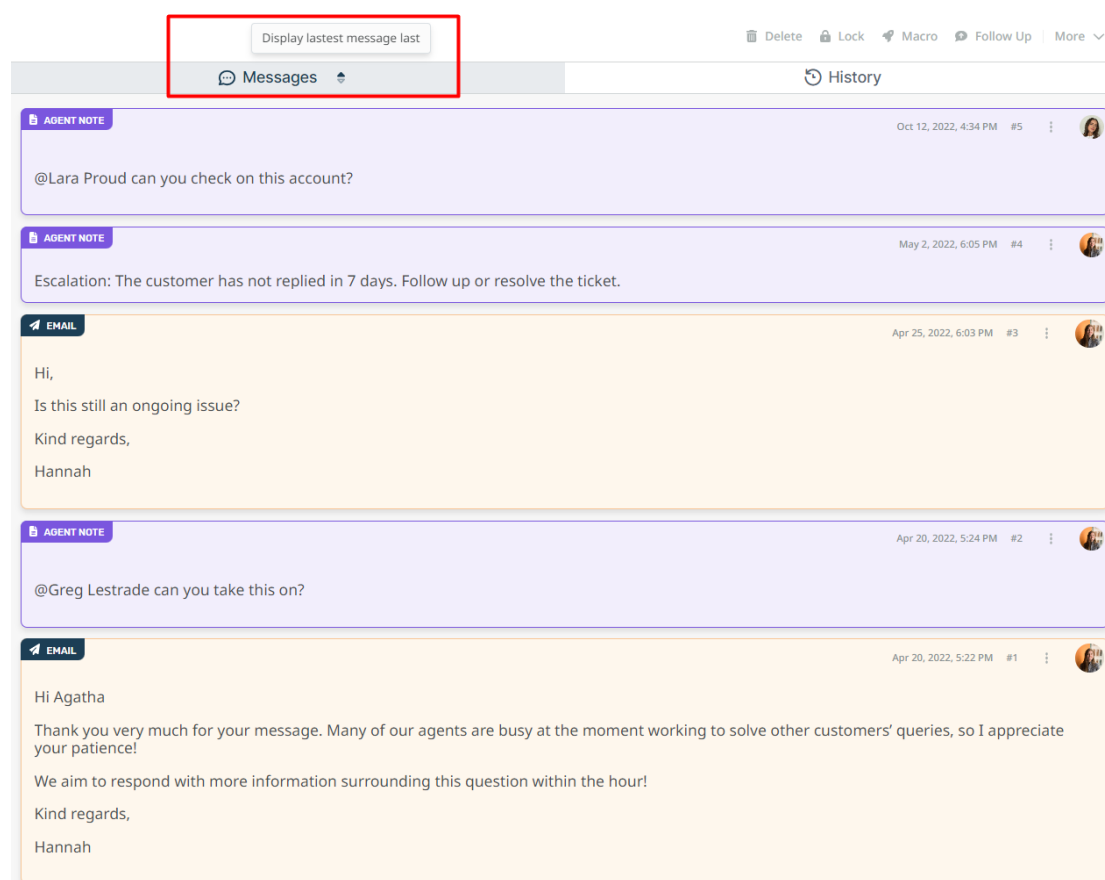 Display lastest message last
Delete Lock Macro Follow Up More
Messages History
AGENT NOTE
Oct 12, 2022, 4:34 PM #5
@Lara Proud can you check on this account?
AGENT NOTE
May 2, 2022, 6:05 PM #4
Escalation: The customer has not replied in 7 days. Follow up or resolve the ticket.
EMAIL
Apr 25, 2022, 6:03 PM #3
Hi,
Is this still an ongoing issue?
Kind regards,
Hannah
AGENT NOTE
Apr 20, 2022, 5:24 PM #2
@Greg Lestrade can you take this on?
EMAIL
Apr 20, 2022, 5:22 PM #1
Hi Agatha
Thank you very much for your message. Many of our agents are busy at the moment working to solve other customers’ queries, so I appreciate
your patience!
We aim to respond with more information surrounding this question within the hour!
Kind regards,
Hannah